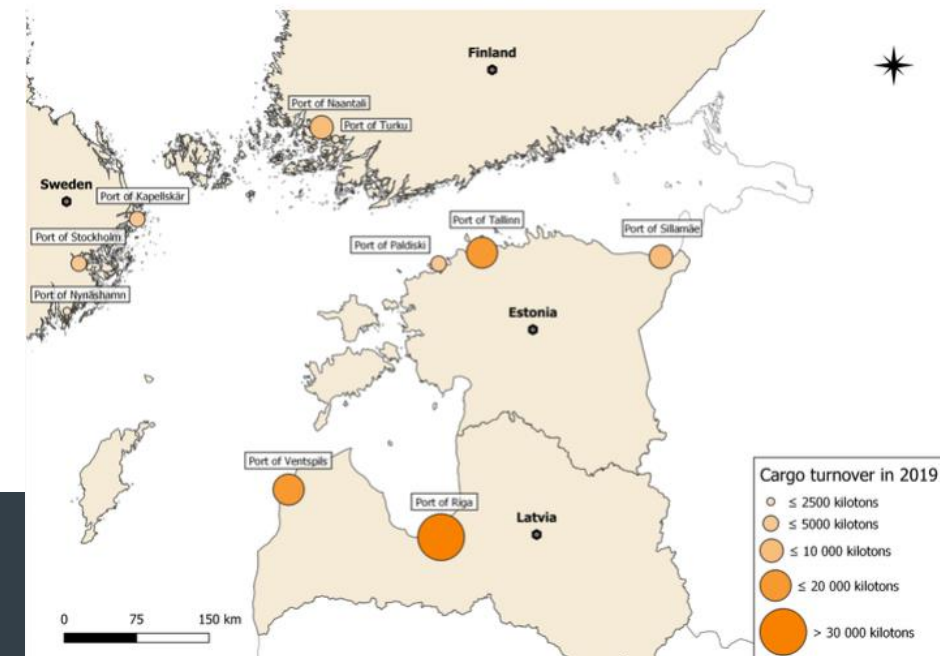 Finland
Port of Naantali
Port of Turku
Sweden
Port of Kapellskär
Port of Stockholm
Port of Nynäshamn
Port of Tallinn
Port of Paldiski
Port of Sillamäe
Estonia
Port of Ventspils
Port of Riga
Latvia
Cargo turnover in 2019
≤ 2500 kilotons
≤ 5000 kilotons
≤ 10 000 kilotons
≤ 20 000 kilotons
> 30 000 kilotons
0 75 150 km